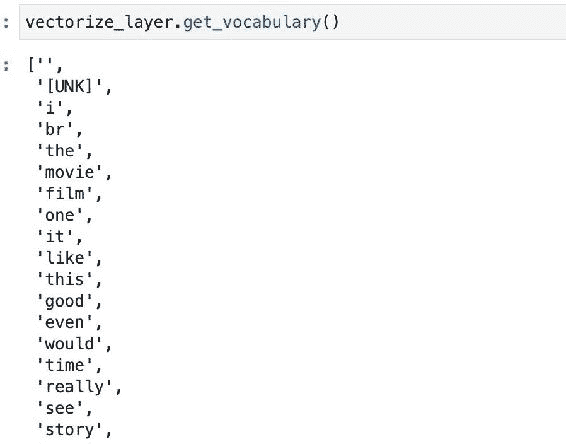 : vectorize_layer.get_vocabulary()
: ['',
'[UNK]',
'i',
'br',
'the',
'movie',
'film',
'one',
'it',
'like',
'this',
'good',
'even',
'would',
'time',
'really',
'see',
'story',